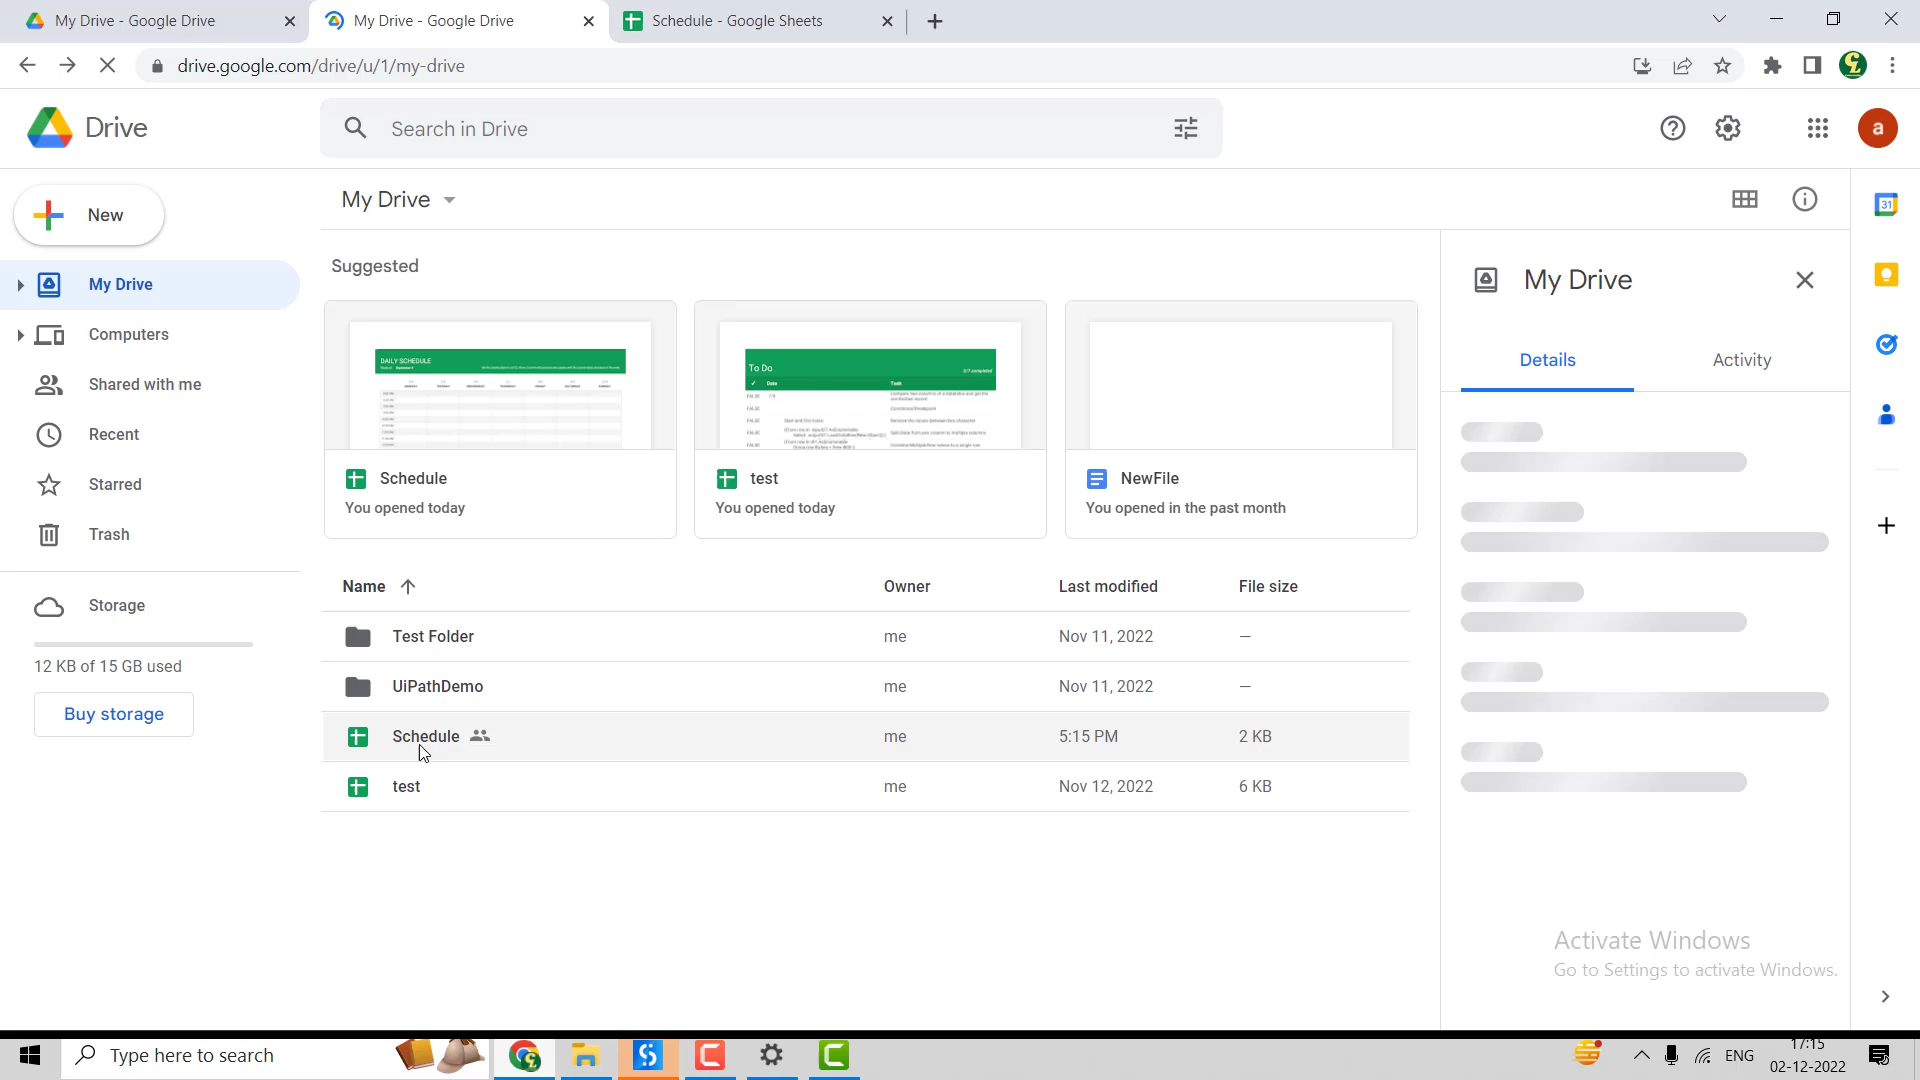 My Drive - Google Drive
My Drive - Google Drive
Schedule - Google Sheets
drive.google.com/drive/u/1/my-drive
Drive
Search in Drive
a
New
My Drive
Computers
Shared with me
Recent
Starred
Trash
Storage
12 KB of 15 GB used
Buy storage
My Drive
Suggested
DAILY SCHEDULE
Schedule
You opened today
To Do
Date
Task
test
You opened today
NewFile
You opened in the past month
Name
Owner
Last modified
File size
Test Folder
me
Nov 11, 2022
—
UiPathDemo
me
Nov 11, 2022
—
Schedule
me
5:15 PM
2 KB
test
me
Nov 12, 2022
6 KB
My Drive
Details
Activity
31
Activate Windows
Go to Settings to activate Windows.
Type here to search
ENG
17:15
02-12-2022